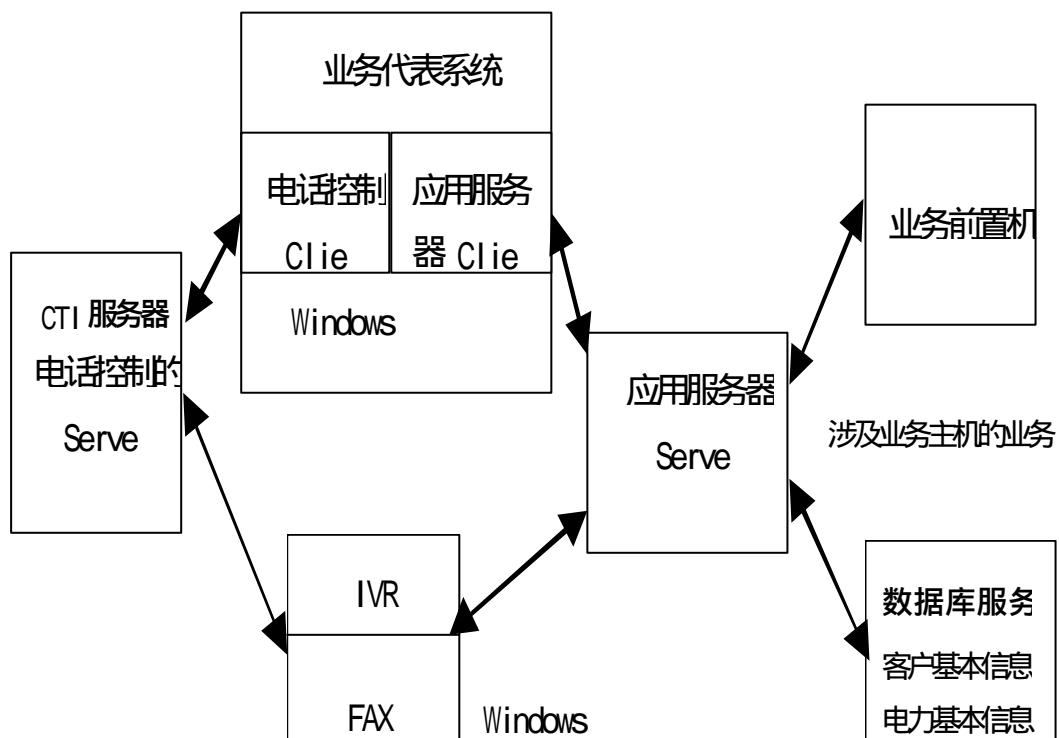 业务代表系统
电话控制
Clie
应用服务
器 Clie
Windows
CTI 服务器
电话控制的
Serve
业务前置机
应用服务器
Serve
涉及业务主机的业务
IVR
FAX
Windows
数据库服务
客户基本信息
电力基本信息